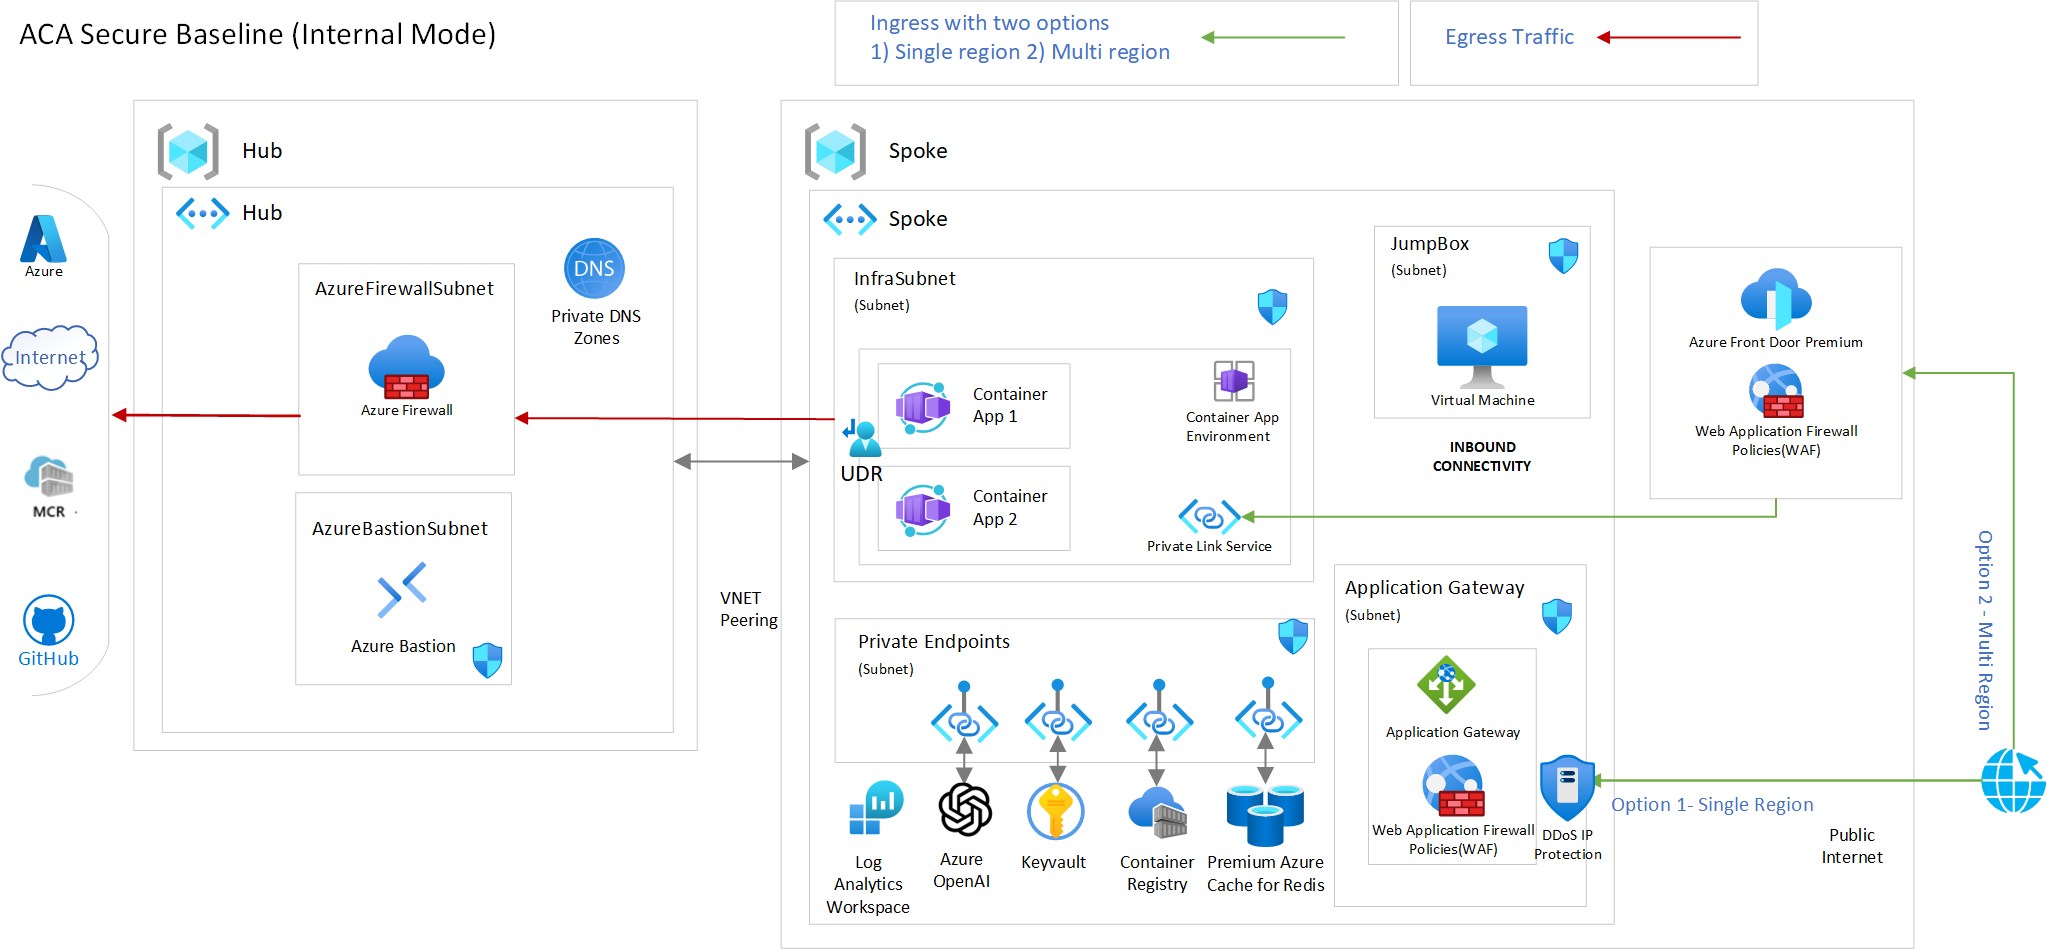 ACA Secure Baseline (Internal Mode)
Ingress with two options
1) Single region 2) Multi region
Egress Traffic
Hub
Hub
Azure
Internet
MCR
GitHub
AzureFirewallSubnet
Azure Firewall
DNS
Private DNS
Zones
AzureBastionSubnet
Azure Bastion
VNET
Peering
Spoke
Spoke
InfraSubnet
(Subnet)
Container
App 1
Container
App 2
UDR
Container App
Environment
Private Link Service
JumpBox
(Subnet)
Virtual Machine
INBOUND
CONNECTIVITY
Azure Front Door Premium
Web Application Firewall
Policies(WAF)
Private Endpoints
(Subnet)
Log
Analytics
Workspace
Azure
OpenAI
Keyvault
Container
Registry
Premium Azure
Cache for Redis
Application Gateway
(Subnet)
Application Gateway
Web Application Firewall
Policies(WAF)
DDoS IP
Protection
Option 1- Single Region
Option 2 - Multi Region
Public
Internet